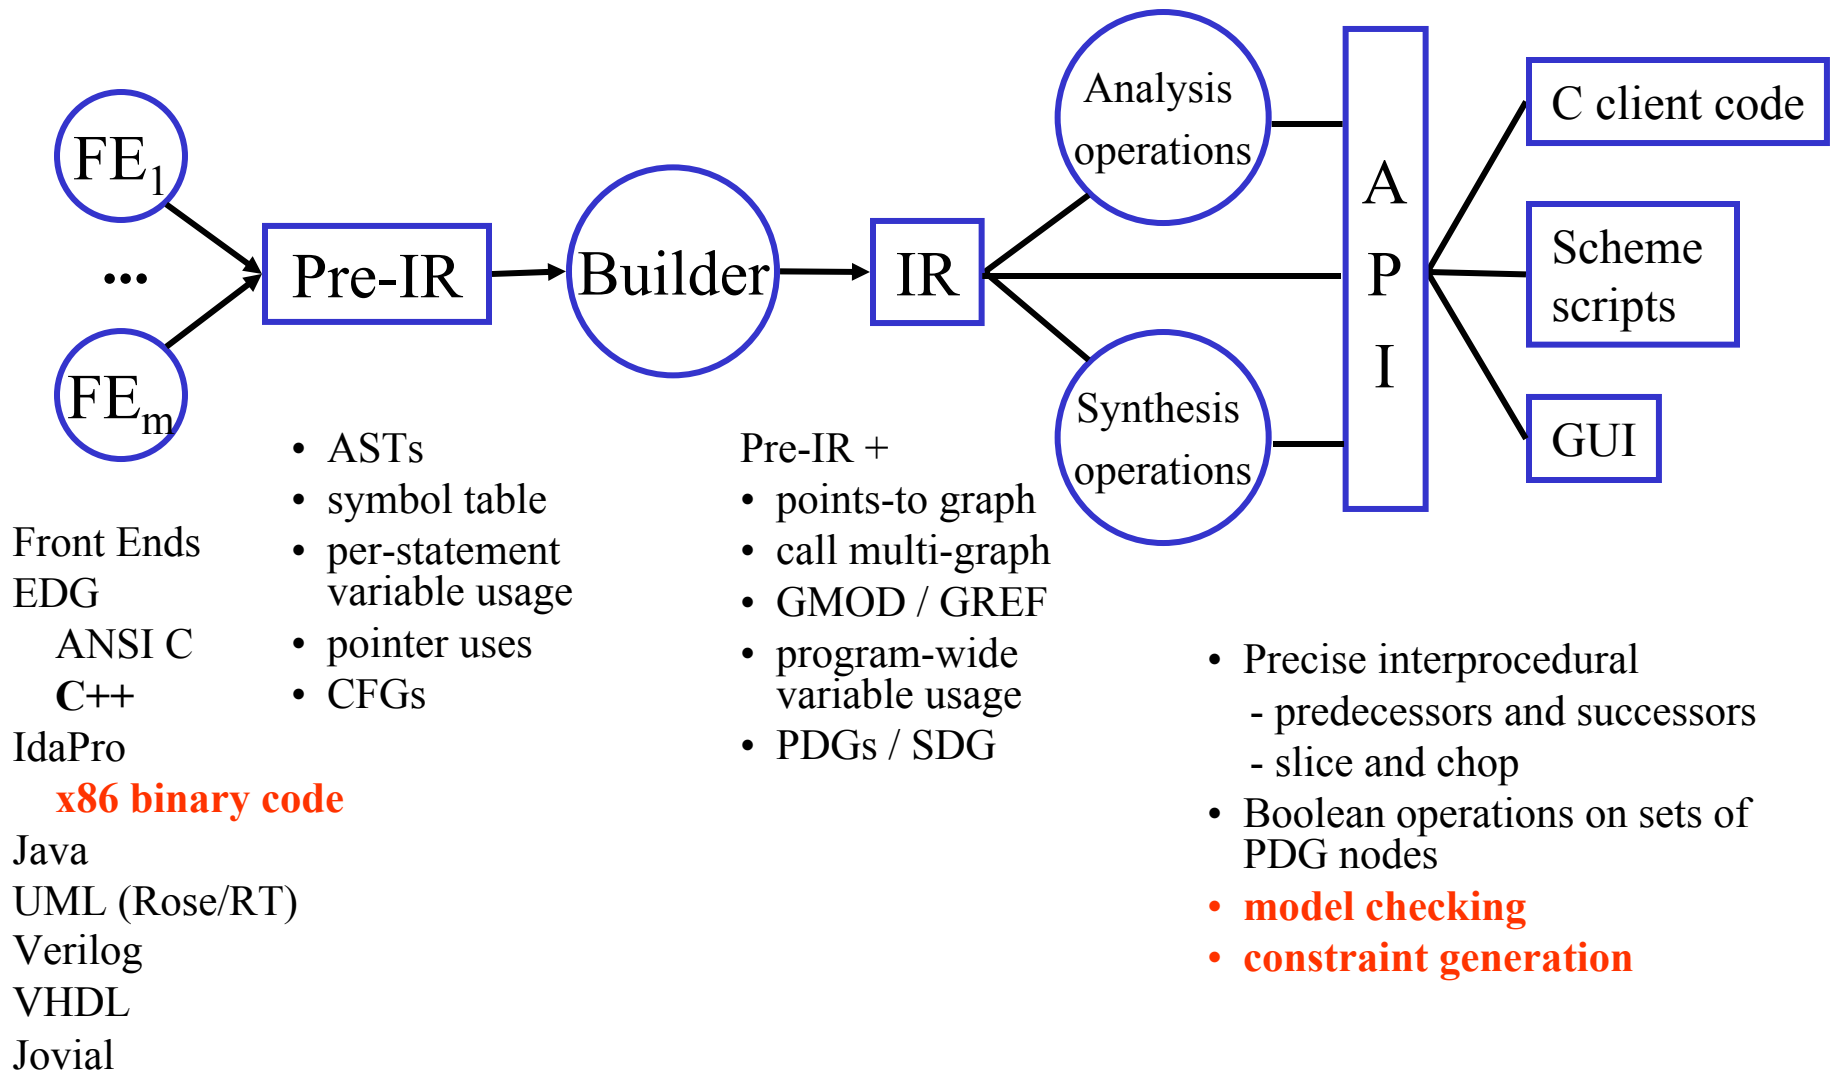 FE1
...
FEm
Pre-IR
Builder
IR
Analysis
operations
Synthesis
operations
A
P
I
C client code
Scheme
scripts
GUI
Front Ends
EDG
ANSI C
C++
IdaPro
x86 binary code
Java
UML (Rose/RT)
Verilog
VHDL
Jovial
• ASTs
• symbol table
• per-statement
variable usage
• pointer uses
• CFGs
Pre-IR +
• points-to graph
• call multi-graph
• GMOD / GREF
• program-wide
variable usage
• PDGs / SDG
• Precise interprocedural
- predecessors and successors
- slice and chop
• Boolean operations on sets of
PDG nodes
• model checking
• constraint generation